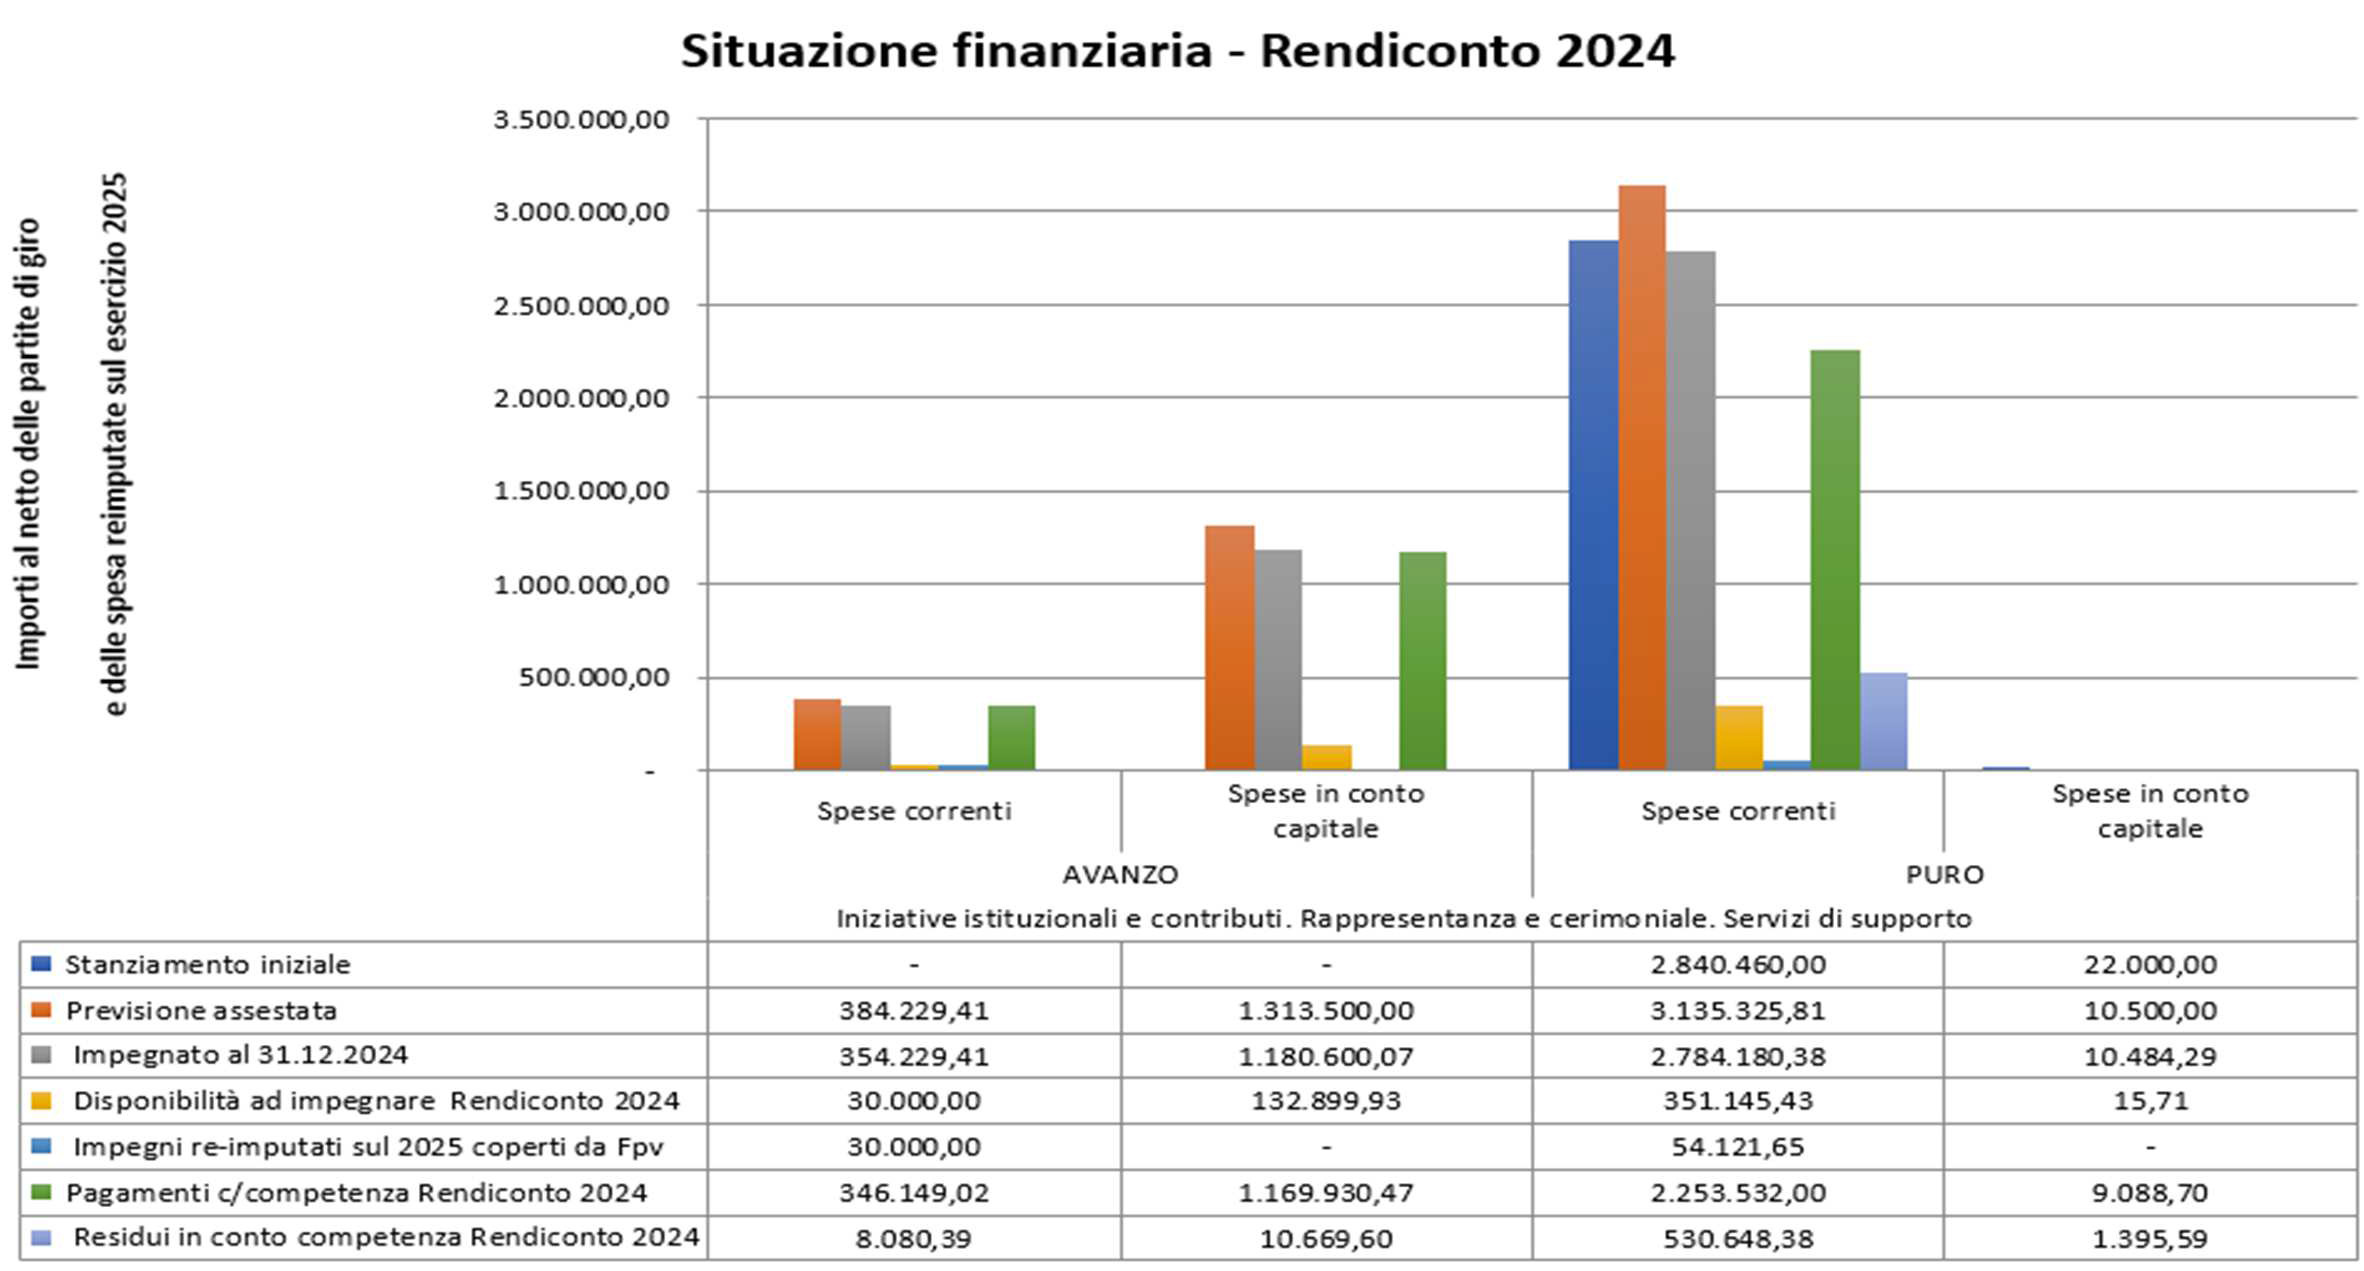 Situazione finanziaria - Rendiconto 2024
Importi al netto delle partite di giro
e delle spesa reimputate sul esercizio 2025
3.500.000,00
3.000.000,00
2.500.000,00
2.000.000,00
1.500.000,00
1.000.000,00
500.000,00
-
Spese correnti
Spese in conto
capitale
Spese correnti
Spese in conto
capitale
AVANZO PURO
Iniziative istituzionali e contributi. Rappresentanza e cerimoniale. Servizi di supporto
Stanziamento iniziale - - 2.840.460,00 22.000,00
Previsione assestata 384.229,41 1.313.500,00 3.135.325,81 10.500,00
Impegnato al 31.12.2024 354.229,41 1.180.600,07 2.784.180,38 10.484,29
Disponibilità ad impegnare Rendiconto 2024 30.000,00 132.899,93 351.145,43 15,71
Impegni re-imputati sul 2025 coperti da Fpv 30.000,00 - 54.121,65 -
Pagamenti c/competenza Rendiconto 2024 346.149,02 1.169.930,47 2.253.532,00 9.088,70
Residui in conto competenza Rendiconto 2024 8.080,39 10.669,60 530.648,38 1.395,59